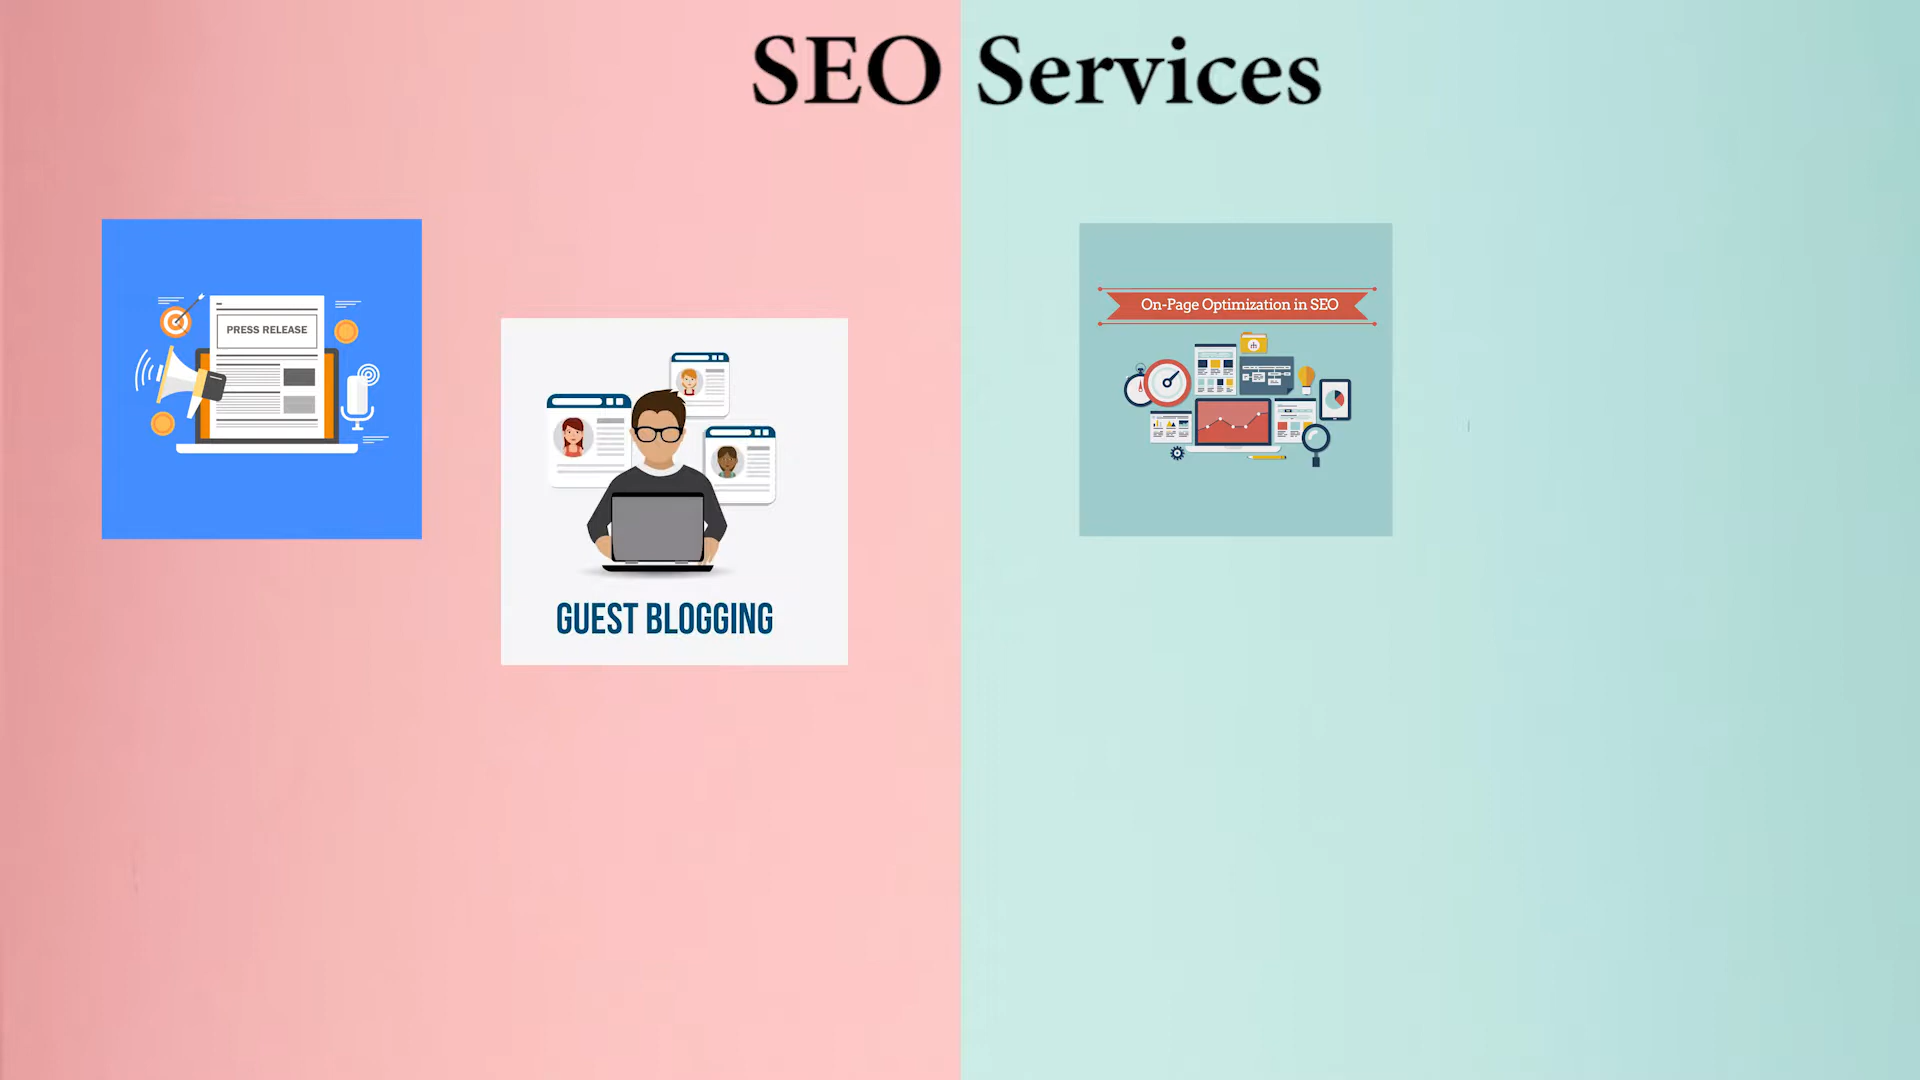 SEO Services
PRESS RELEASE
GUEST BLOGGING
On-Page Optimization in SEO